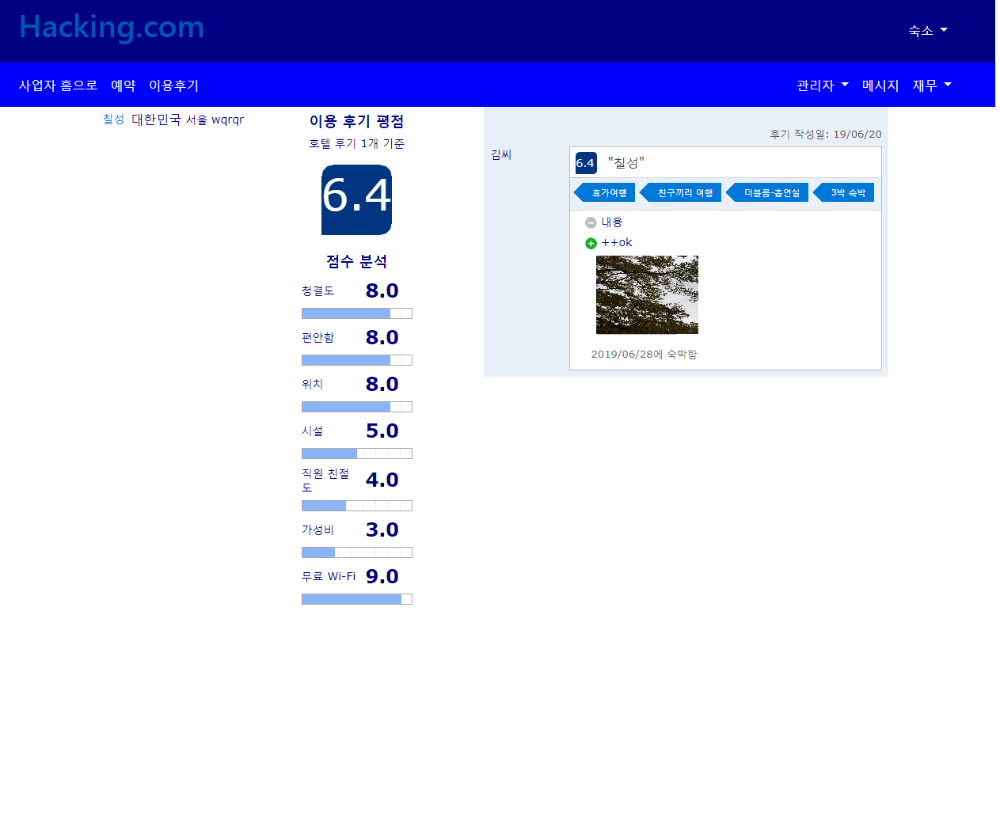 Hacking.com
숙소
사업자 홈으로 예약 이용후기
관리자 메시지 재무
칠성 대한민국 서울 wqrqr
이용 후기 평점
호텔 후기 1개 기준
6.4
점수 분석
청결도 8.0
편안함 8.0
위치 8.0
시설 5.0
직원 친절
도
4.0
가성비 3.0
무료 Wi-Fi 9.0
후기 작성일: 19/06/20
김씨
6.4 "칠성"
휴가여행 친구끼리 여행 더블룸-흡연실 3박 숙박
내용
++ok
2019/06/28에 숙박함